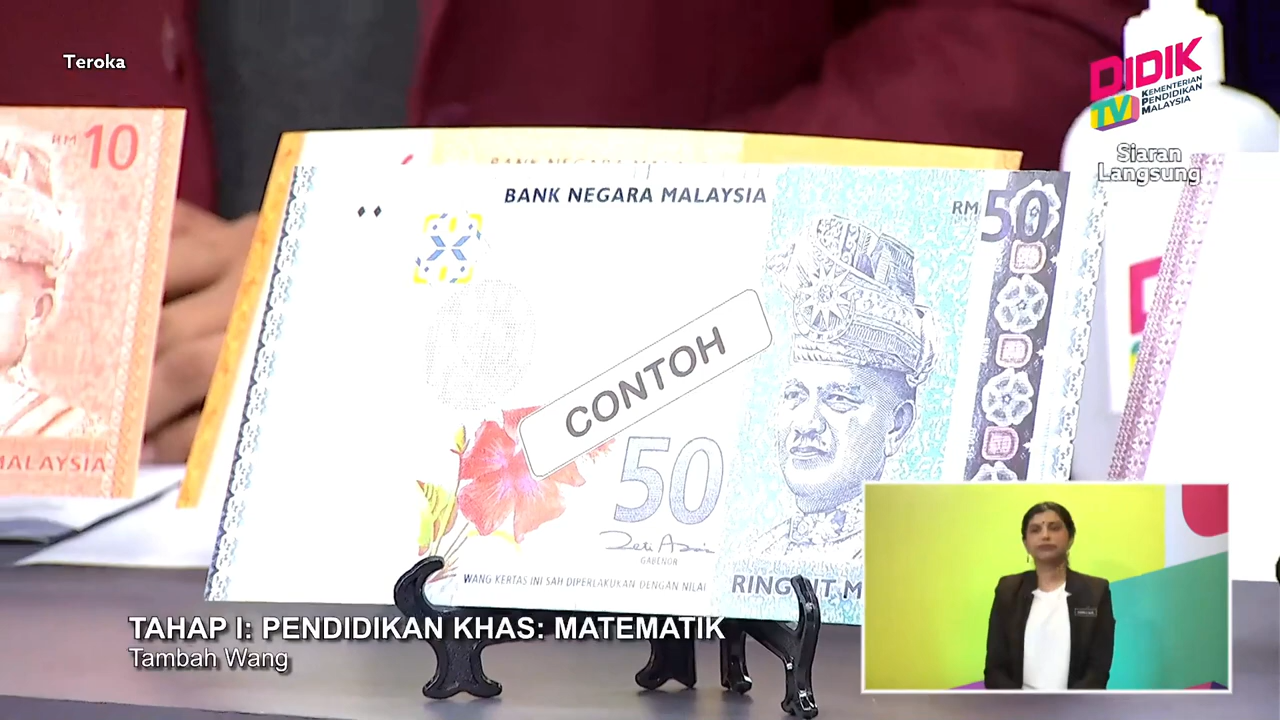 Teroka
DIDIK
TV
KEMENTERIAN
PENDIDIKAN
MALAYSIA
Siaran
Langsung
RM 10
MALAYSIA
BANK NEGARA MALAYSIA
RM 50
CONTOH
50
GABENOR
WANG KERTAS INI SAH DIPERLAKUKAN DENGAN NILAI
RINGGIT M
TAHAP I: PENDIDIKAN KHAS: MATEMATIK
Tambah Wang